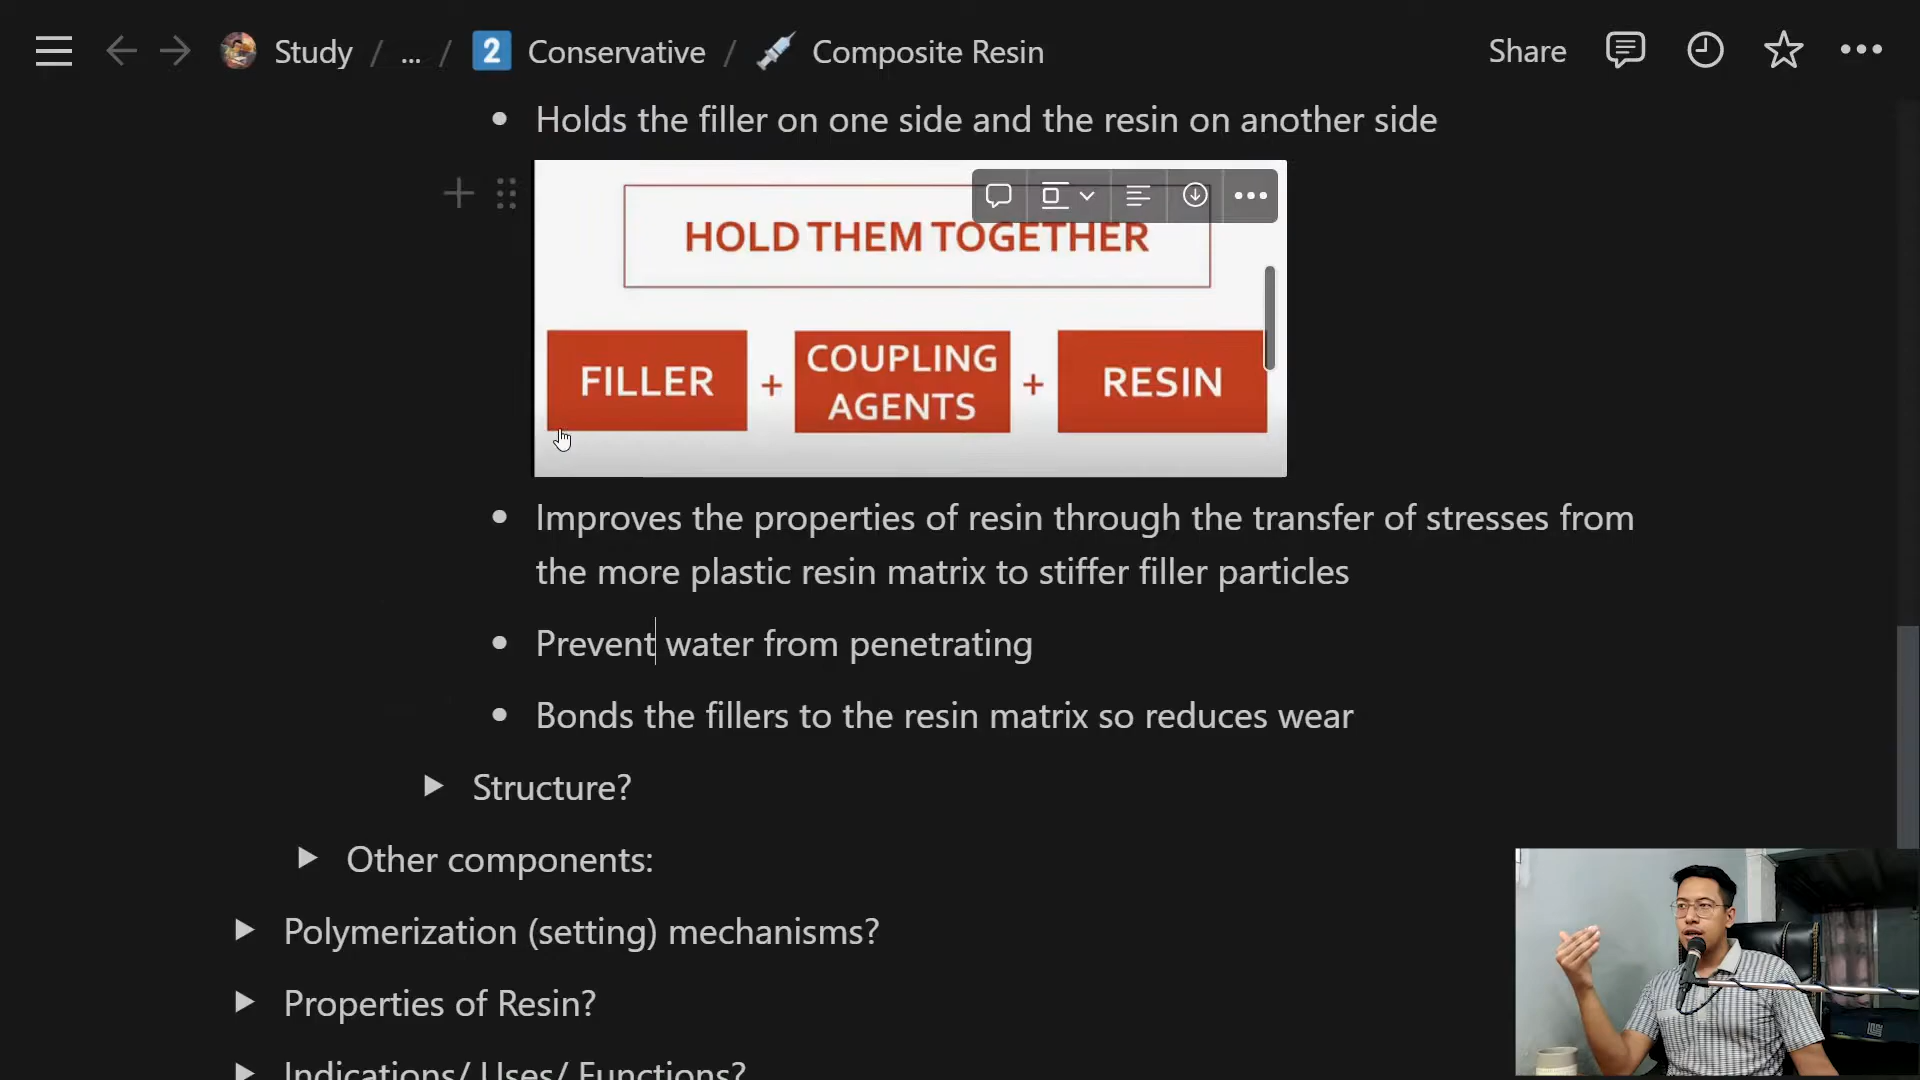 Study / ... / 2 Conservative / Composite Resin
Share
Holds the filler on one side and the resin on another side
HOLD THEM TOGETHER
FILLER + COUPLING AGENTS + RESIN
Improves the properties of resin through the transfer of stresses from
the more plastic resin matrix to stiffer filler particles
Prevent water from penetrating
Bonds the fillers to the resin matrix so reduces wear
Structure?
Other components:
Polymerization (setting) mechanisms?
Properties of Resin?
Indications/ Uses/ Functions?